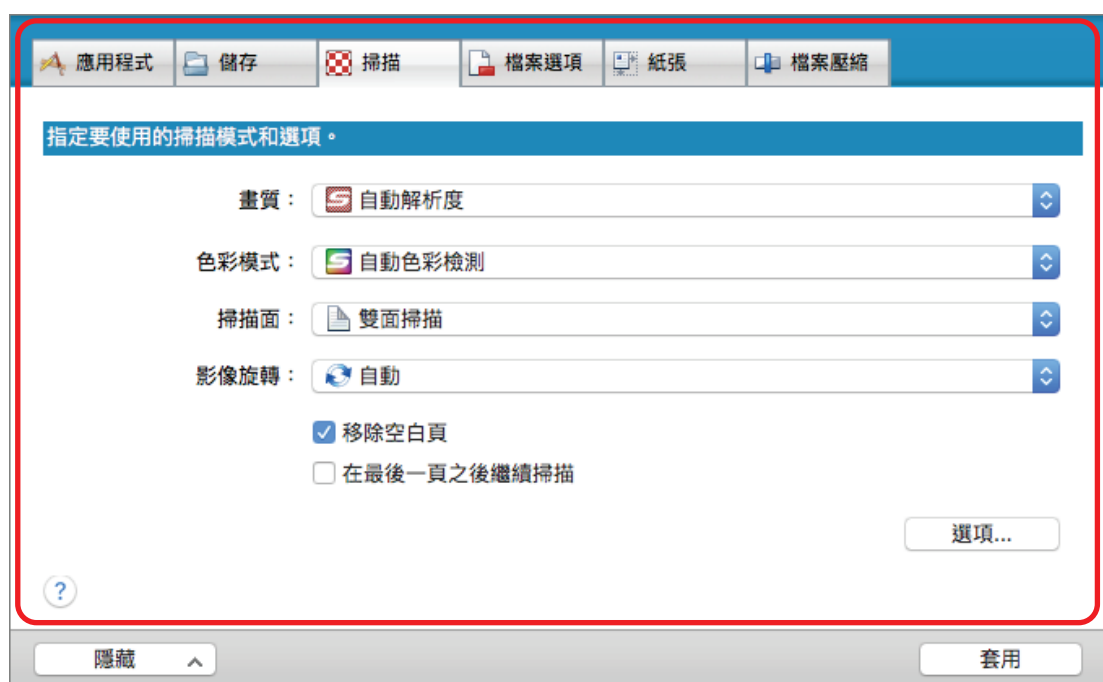 應用程式 儲存 掃描 檔案選項 紙張 檔案壓縮
指定要使用的掃描模式和選項。
畫質： 自動解析度
色彩模式： 自動色彩檢測
掃描面： 雙面掃描
影像旋轉： 自動
移除空白頁
在最後一頁之後繼續掃描
選項...
?
隱藏 套用